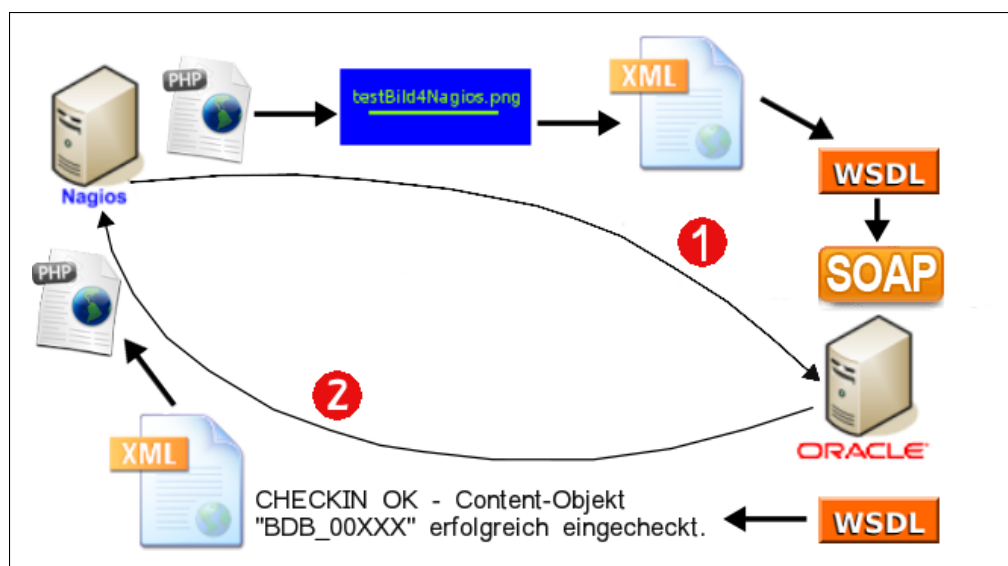 PHP
testBild4Nagios.png
XML
WSDL
Nagios
1
SOAP
PHP
2
ORACLE
XML
CHECKIN OK - Content-Objekt
"BDB_00XXX" erfolgreich eingecheckt.
WSDL